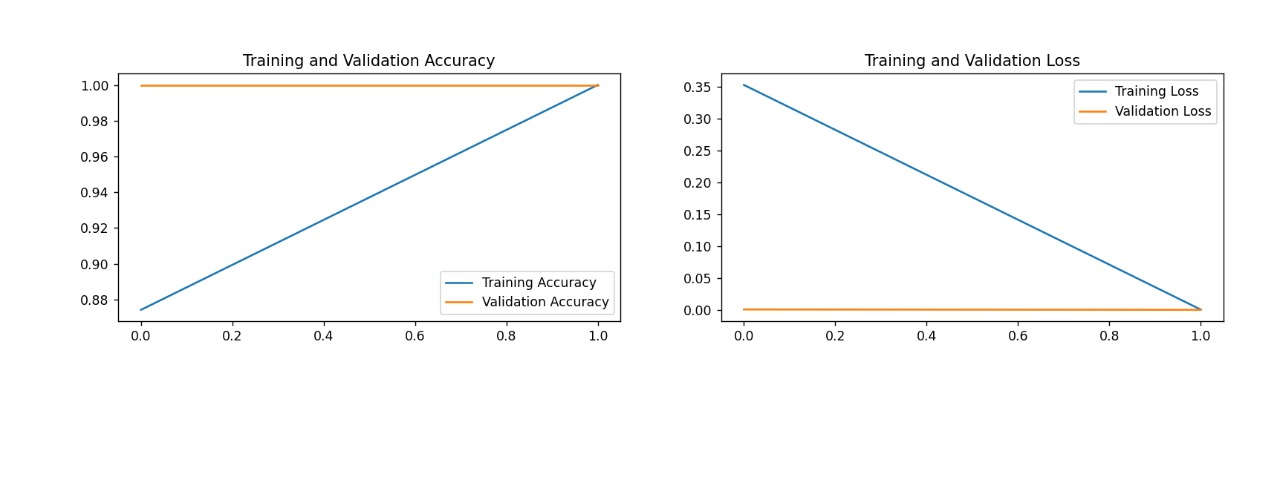 Training and Validation Accuracy
1.00
0.98
0.96
0.94
0.92
0.90
0.88
Training Accuracy
Validation Accuracy
0.0 0.2 0.4 0.6 0.8 1.0
Training and Validation Loss
0.35
0.30
0.25
0.20
0.15
0.10
0.05
0.00
Training Loss
Validation Loss
0.0 0.2 0.4 0.6 0.8 1.0